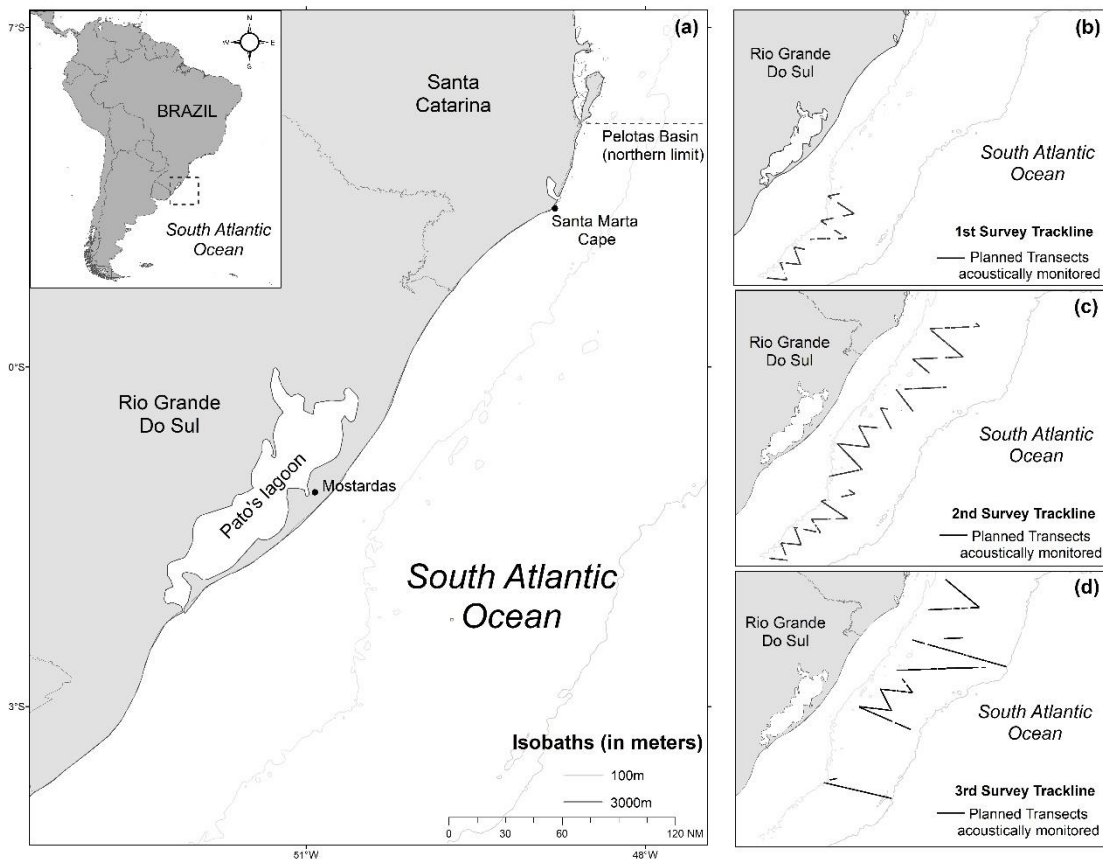 (a)
7°S
N
W
E
S
BRAZIL
South Atlantic
Ocean
Santa
Catarina
Pelotas Basin
(northern limit)
Santa Marta
Cape
0°S
Rio Grande
Do Sul
Pato's lagoon
Mostardas
South Atlantic
Ocean
3°S
Isobaths (in meters)
100m
3000m
0 30 60 120 NM
51°W
48°W
(b)
Rio Grande
Do Sul
South Atlantic
Ocean
1st Survey Trackline
Planned Transects
acoustically monitored
(c)
Rio Grande
Do Sul
South Atlantic
Ocean
2nd Survey Trackline
Planned Transects
acoustically monitored
(d)
Rio Grande
Do Sul
South Atlantic
Ocean
3rd Survey Trackline
Planned Transects
acoustically monitored